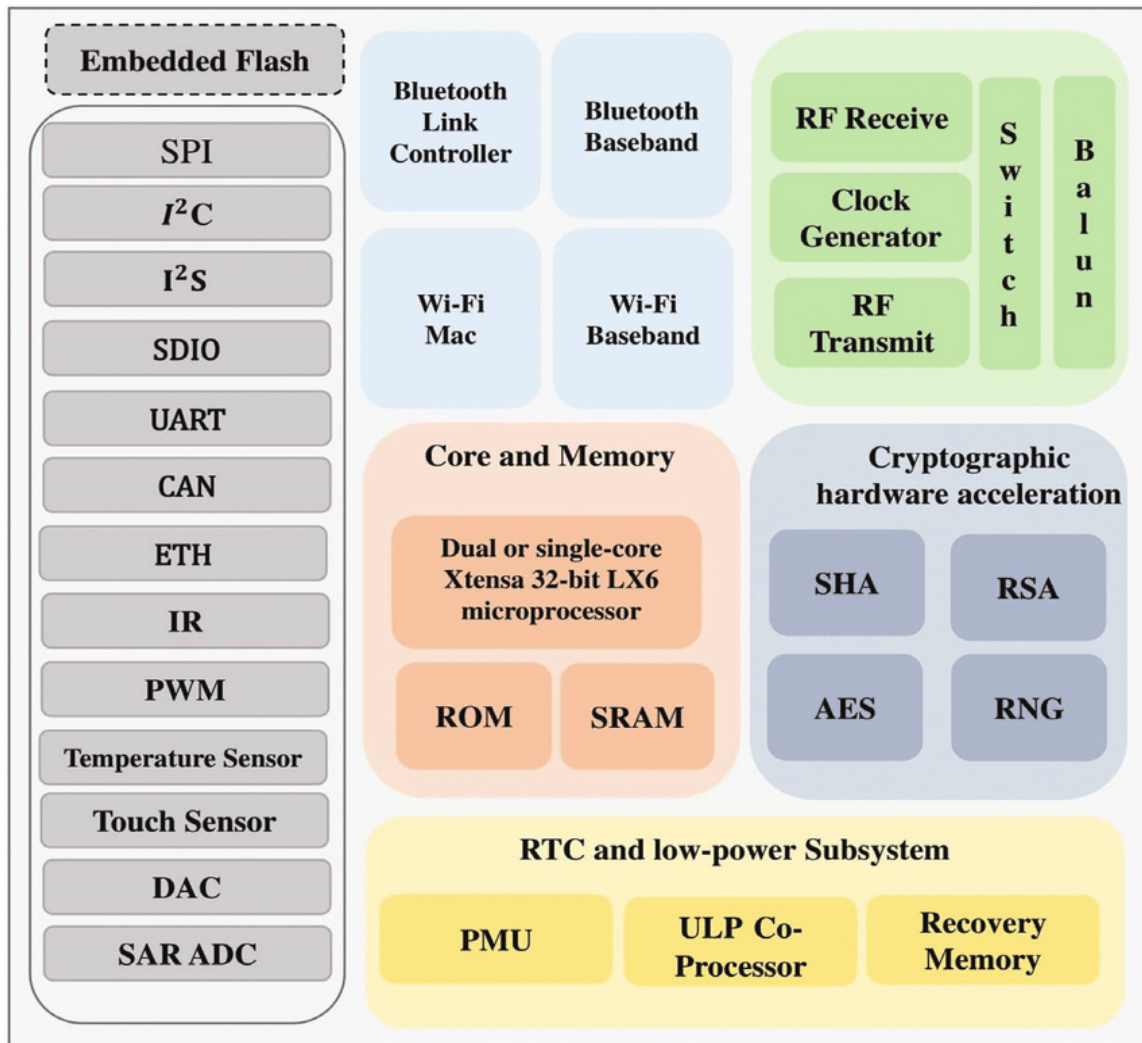 Embedded Flash
SPI
I²C
I²S
SDIO
UART
CAN
ETH
IR
PWM
Temperature Sensor
Touch Sensor
DAC
SAR ADC
Bluetooth
Link
Controller
Bluetooth
Baseband
Wi-Fi
Mac
Wi-Fi
Baseband
RF Receive
Clock
Generator
RF
Transmit
Switch
Balun
Core and Memory
Dual or single-core
Xtensa 32-bit LX6
microprocessor
ROM
SRAM
Cryptographic
hardware acceleration
SHA
RSA
AES
RNG
RTC and low-power Subsystem
PMU
ULP Co-
Processor
Recovery
Memory